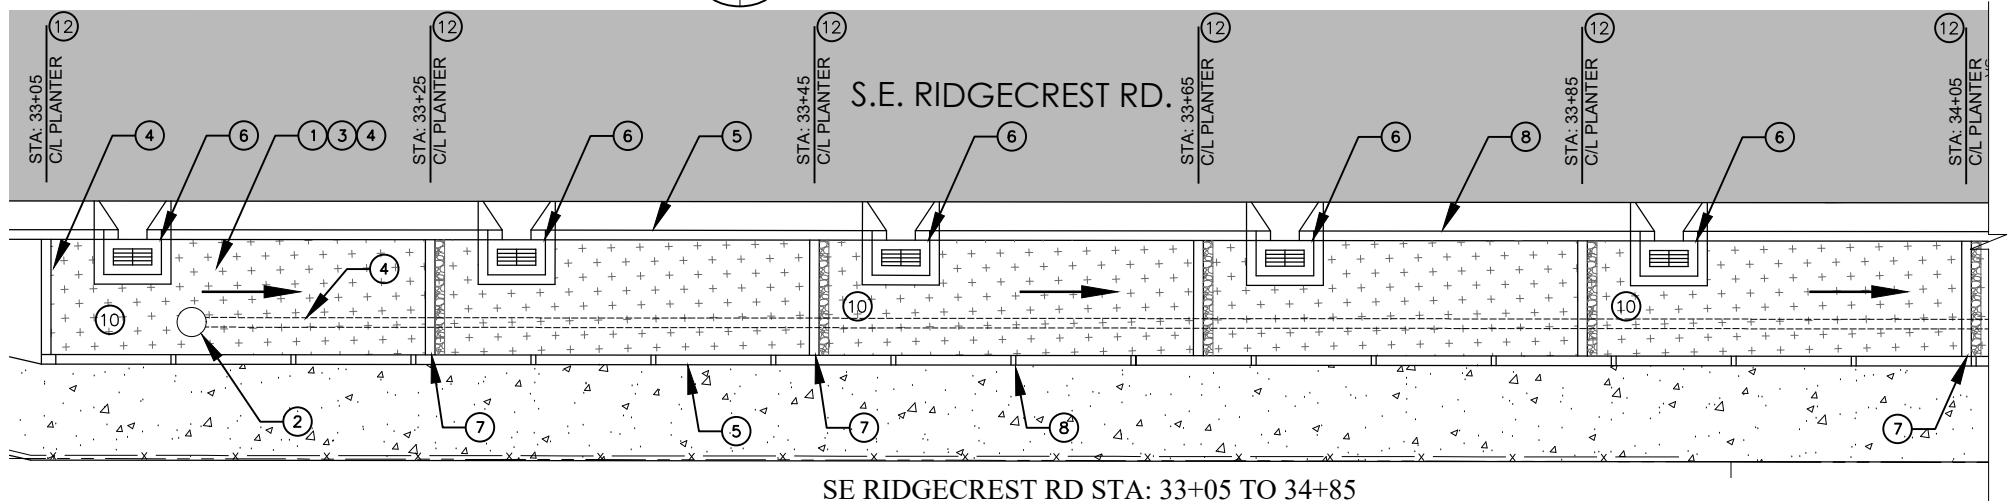 12 12 12 12 12 12
STA: 33+05
C/L PLANTER
STA: 33+25
C/L PLANTER
STA: 33+45
C/L PLANTER
S.E. RIDGECREST RD.
STA: 33+65
C/L PLANTER
STA: 33+85
C/L PLANTER
STA: 34+05
C/L PLANTER
4 6 1 3 4 6 5 6 6 8 6
4
10 10 10
2 7 5 7 8 7
SE RIDGECREST RD STA: 33+05 TO 34+85